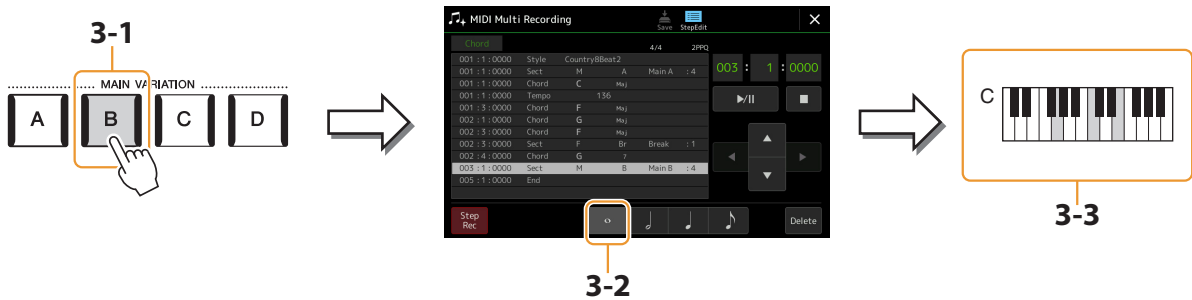 3-1
MAIN VARIATION
A B C D
MIDI Multi Recording
Save StepEdit
Chord 4/4 2PPQ
001 : 1 : 0000 Style Country8Beat2
001 : 1 : 0000 Sect M A Main A : 4
001 : 1 : 0000 Chord C Maj
001 : 1 : 0000 Tempo 136
001 : 3 : 0000 Chord F Maj
002 : 1 : 0000 Chord G Maj
002 : 3 : 0000 Chord F Maj
002 : 3 : 0000 Sect F Br Break : 1
002 : 4 : 0000 Chord G 7
003 : 1 : 0000 Sect M B Main B : 4
005 : 1 : 0000 End
003 : 1 : 0000
Step
Rec
Delete
3-2
C
3-3